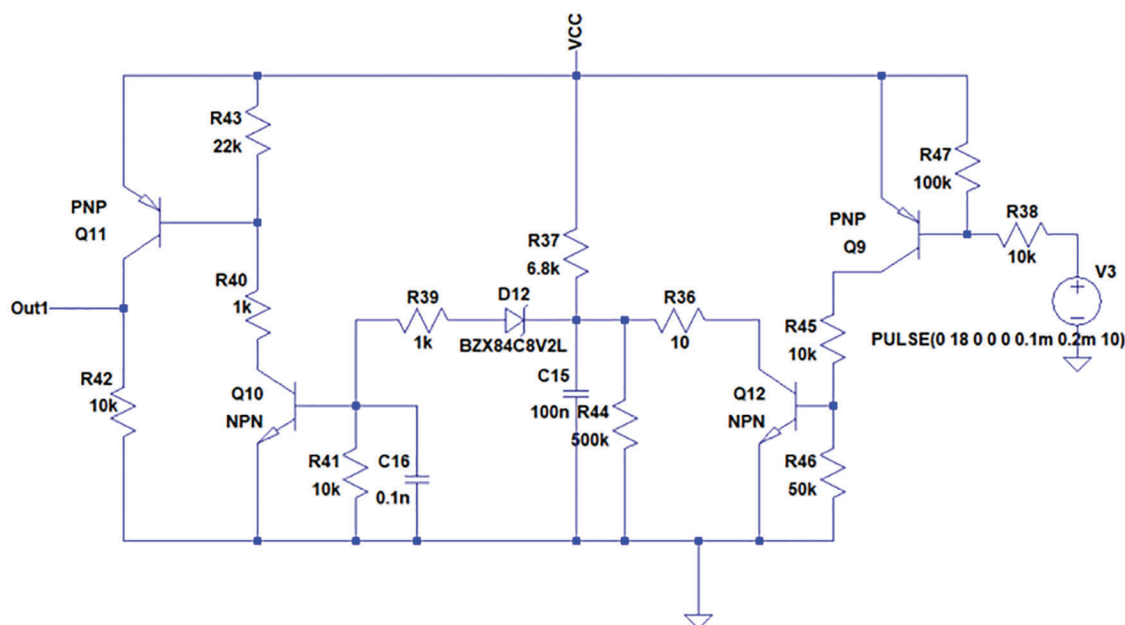 VCC
R43
22k
R47
100k
PNP
Q11
PNP
Q9
R38
10k
R37
6.8k
V3
R40
1k
Out1
R39
1k
D12
BZX84C8V2L
R36
10
R45
10k
PULSE(0 18 0 0 0 0.1m 0.2m 10)
R42
10k
Q10
NPN
C15
100n
R44
500k
Q12
NPN
R41
10k
C16
0.1n
R46
50k